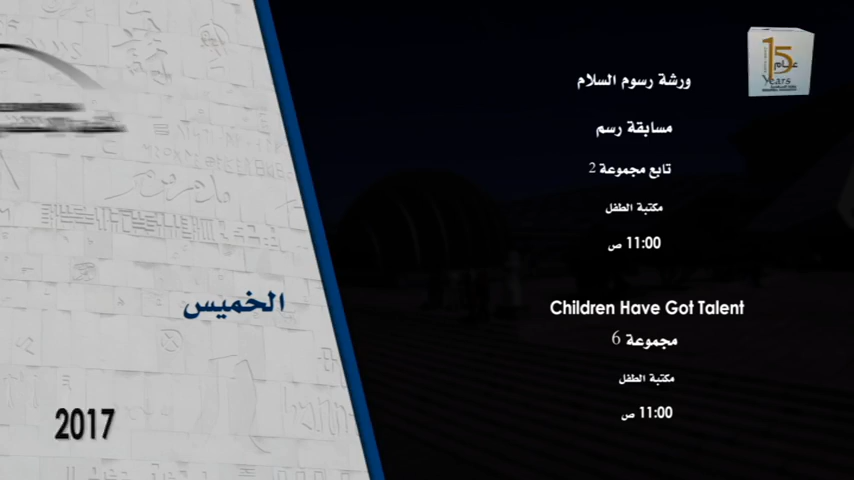 15
عام
Years
ورشة رسوم السلام
مسابقة رسم
تابع مجموعة 2
مكتبة الطفل
11:00 ص
Children Have Got Talent
مجموعة 6
مكتبة الطفل
11:00 ص
الخميس
2017